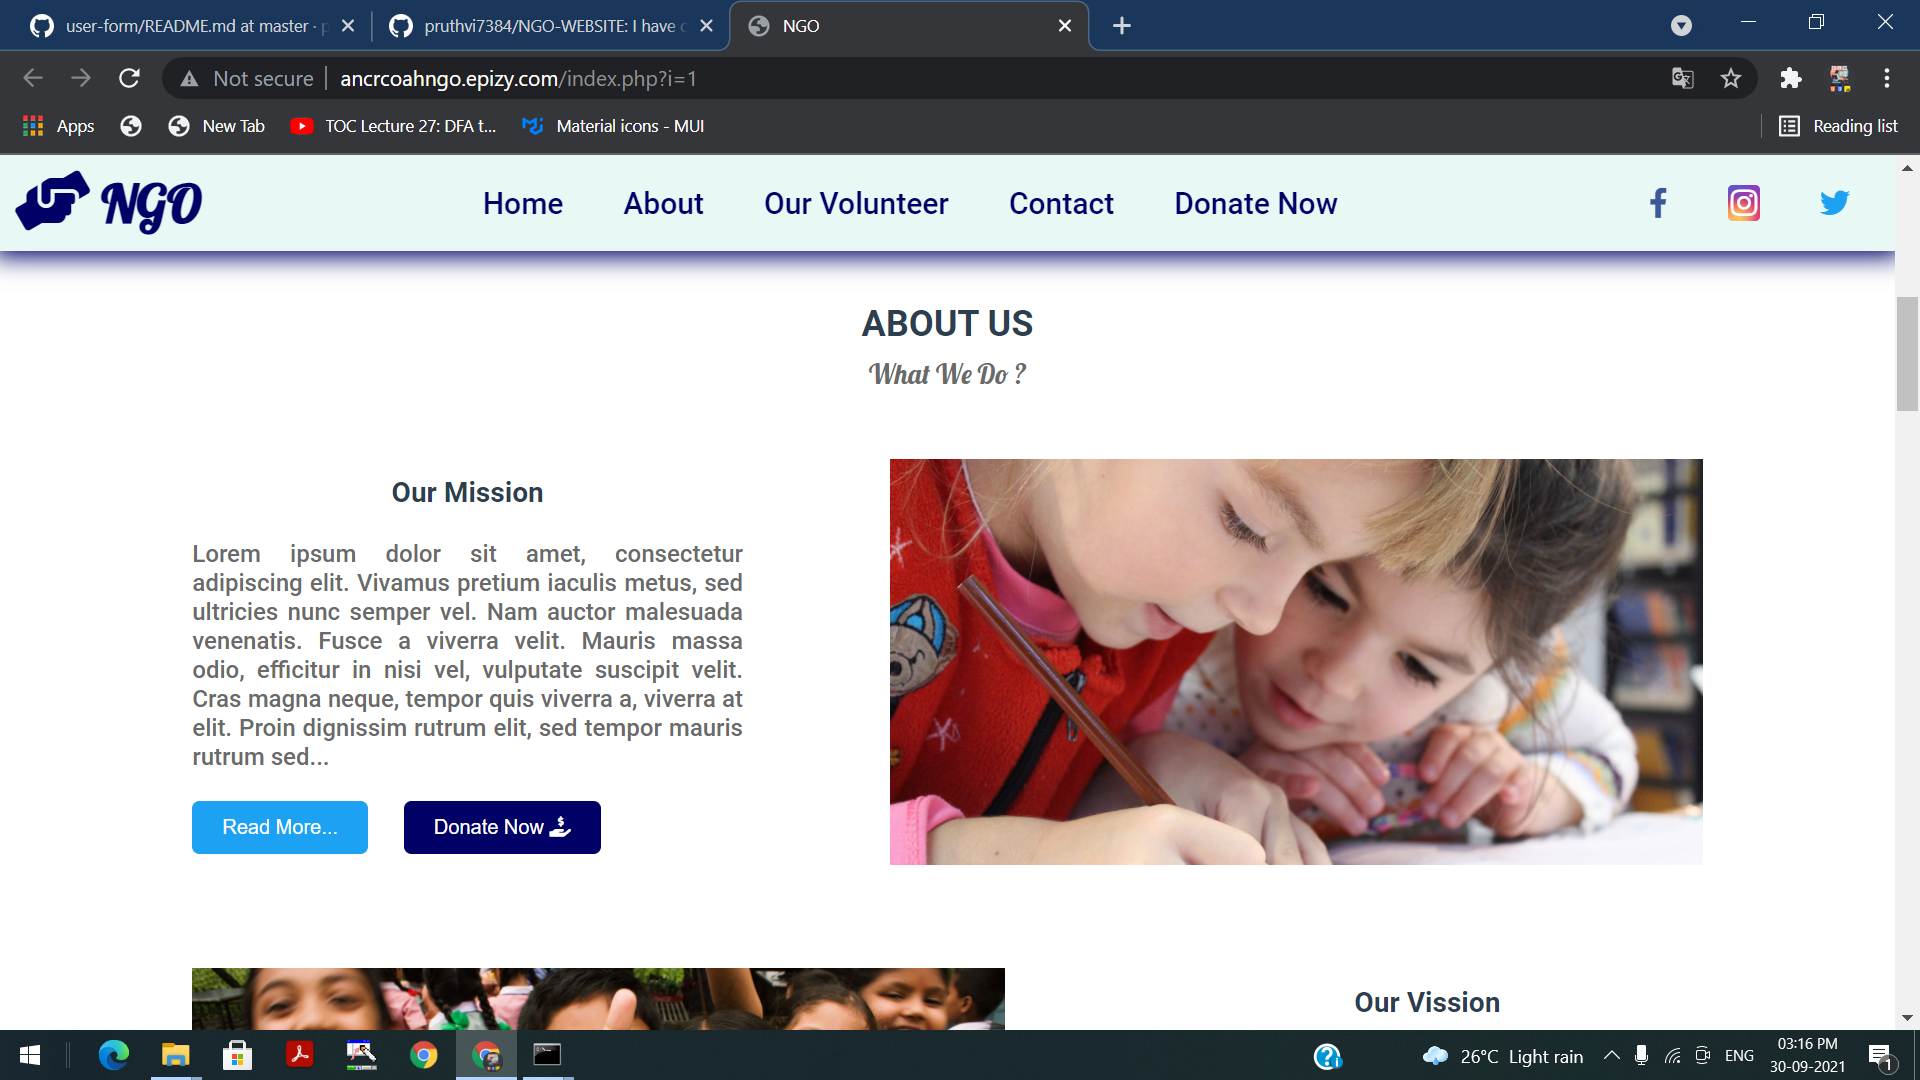 user-form/README.md at master · p
pruthvi7384/NGO-WEBSITE: I have c
NGO
Not secure
ancrcoahngo.epizy.com/index.php?i=1
Apps
New Tab
TOC Lecture 27: DFA t...
Material icons - MUI
Reading list
NGO
Home
About
Our Volunteer
Contact
Donate Now
ABOUT US
What We Do ?
Our Mission
Lorem ipsum dolor sit amet, consectetur
adipiscing elit. Vivamus pretium iaculis metus, sed
ultricies nunc semper vel. Nam auctor malesuada
venenatis. Fusce a viverra velit. Mauris massa
odio, efficitur in nisi vel, vulputate suscipit velit.
Cras magna neque, tempor quis viverra a, viverra at
elit. Proin dignissim rutrum elit, sed tempor mauris
rutrum sed...
Read More...
Donate Now
Our Vission
26°C Light rain
ENG
03:16 PM
30-09-2021
1